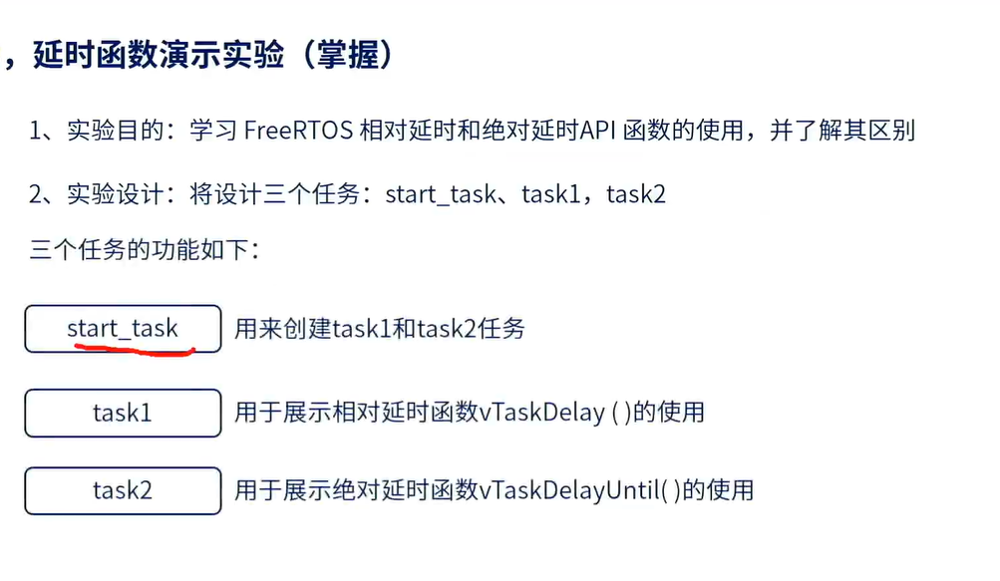 ，延时函数演示实验（掌握）
1、实验目的：学习 FreeRTOS 相对延时和绝对延时API 函数的使用，并了解其区别
2、实验设计：将设计三个任务：start_task、task1，task2
三个任务的功能如下：
start_task 用来创建task1和task2任务
task1 用于展示相对延时函数vTaskDelay ( )的使用
task2 用于展示绝对延时函数vTaskDelayUntil( )的使用